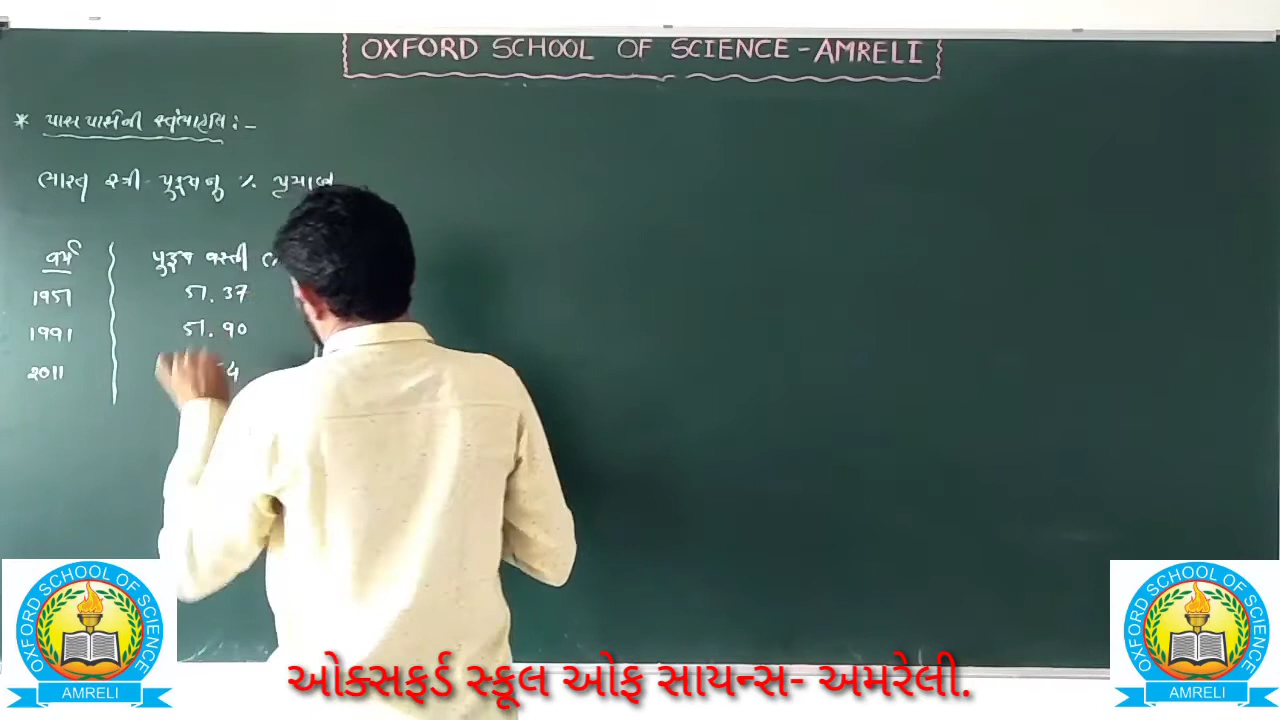 OXFORD SCHOOL OF SCIENCE - AMRELI
* પાસ પાસેની સ્તંભાકૃતિ :-
ભારત સ્ત્રી - પુરૂષનુ % પ્રમાણ
વર્ષ પુરૂષ વસ્તી
1951 51.37
1991 51.90
2011 4
OXFORD SCHOOL OF SCIENCE
AMRELI
OXFORD SCHOOL OF SCIENCE
AMRELI
ઓક્સફર્ડ સ્કૂલ ઓફ સાયન્સ- અમરેલી.